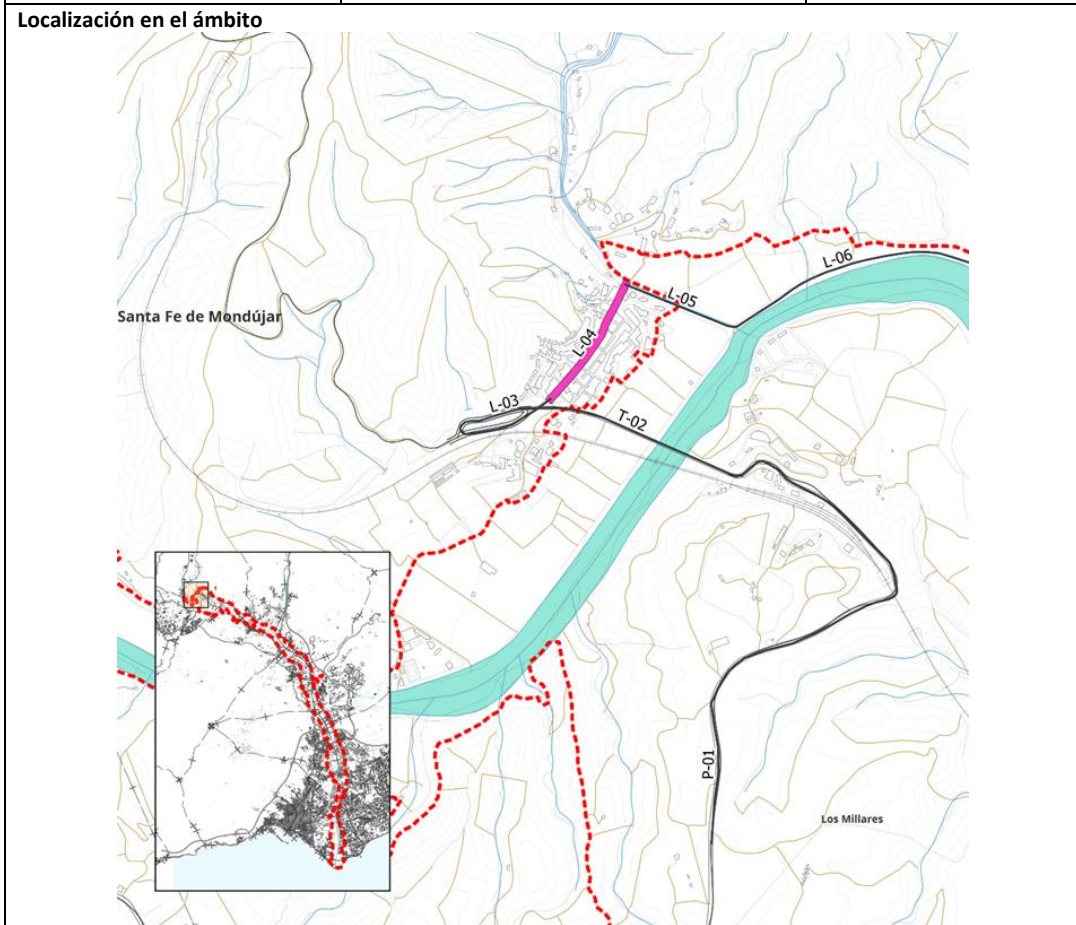 Localización en el ámbito
L-06
L-05
Santa Fe de Mondújar
L-04
L-03
T-02
P-01
Los Millares